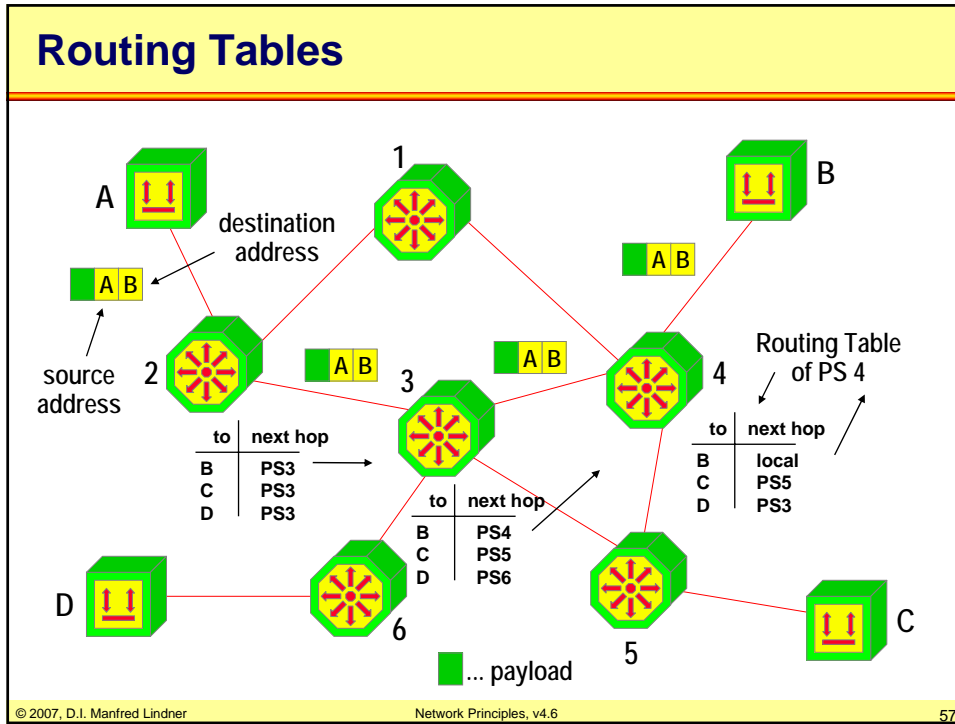 Routing Tables
1
A
B
destination
address
A B
A B
A B
A B
2
3
4
source
address
Routing Table
of PS 4
to next hop
B PS3
C PS3
D PS3
to next hop
B PS4
C PS5
D PS6
to next hop
B local
C PS5
D PS3
D
6
5
C
... payload
© 2007, D.I. Manfred Lindner
Network Principles, v4.6
57